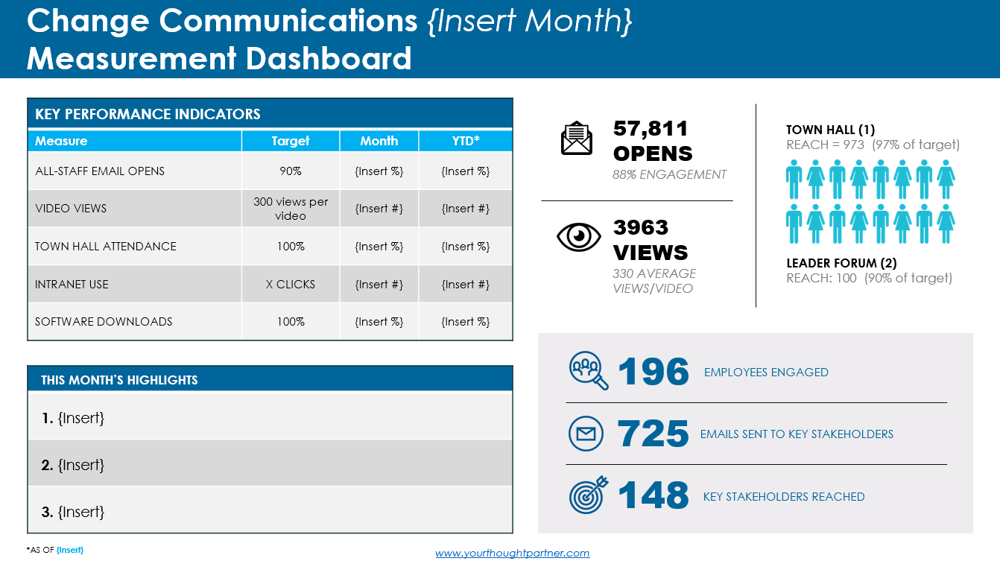 Change Communications {Insert Month}
Measurement Dashboard
KEY PERFORMANCE INDICATORS
Measure Target Month YTD*
ALL-STAFF EMAIL OPENS 90% {Insert %} {Insert %}
VIDEO VIEWS 300 views per video {Insert #} {Insert #}
TOWN HALL ATTENDANCE 100% {Insert %} {Insert %}
INTRANET USE X CLICKS {Insert #} {Insert #}
SOFTWARE DOWNLOADS 100% {Insert %} {Insert %}
THIS MONTH’S HIGHLIGHTS
1. {Insert}
2. {Insert}
3. {Insert}
*AS OF {Insert}
57,811
OPENS
88% ENGAGEMENT
3963
VIEWS
330 AVERAGE
VIEWS/VIDEO
TOWN HALL (1)
REACH = 973 (97% of target)
LEADER FORUM (2)
REACH: 100 (90% of target)
196 EMPLOYEES ENGAGED
725 EMAILS SENT TO KEY STAKEHOLDERS
148 KEY STAKEHOLDERS REACHED
www.yourthoughtpartner.com